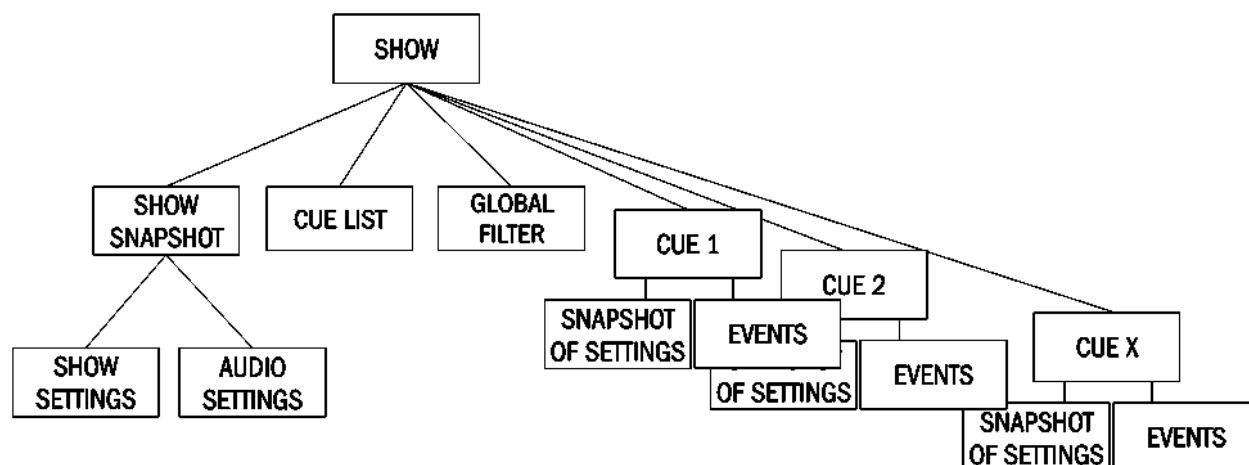 SHOW
SHOW
SNAPSHOT
CUE LIST
GLOBAL
FILTER
CUE 1
CUE 2
SNAPSHOT
OF SETTINGS
EVENTS
CUE X
SHOW
SETTINGS
AUDIO
SETTINGS
OF SETTINGS
EVENTS
SNAPSHOT
OF SETTINGS
EVENTS